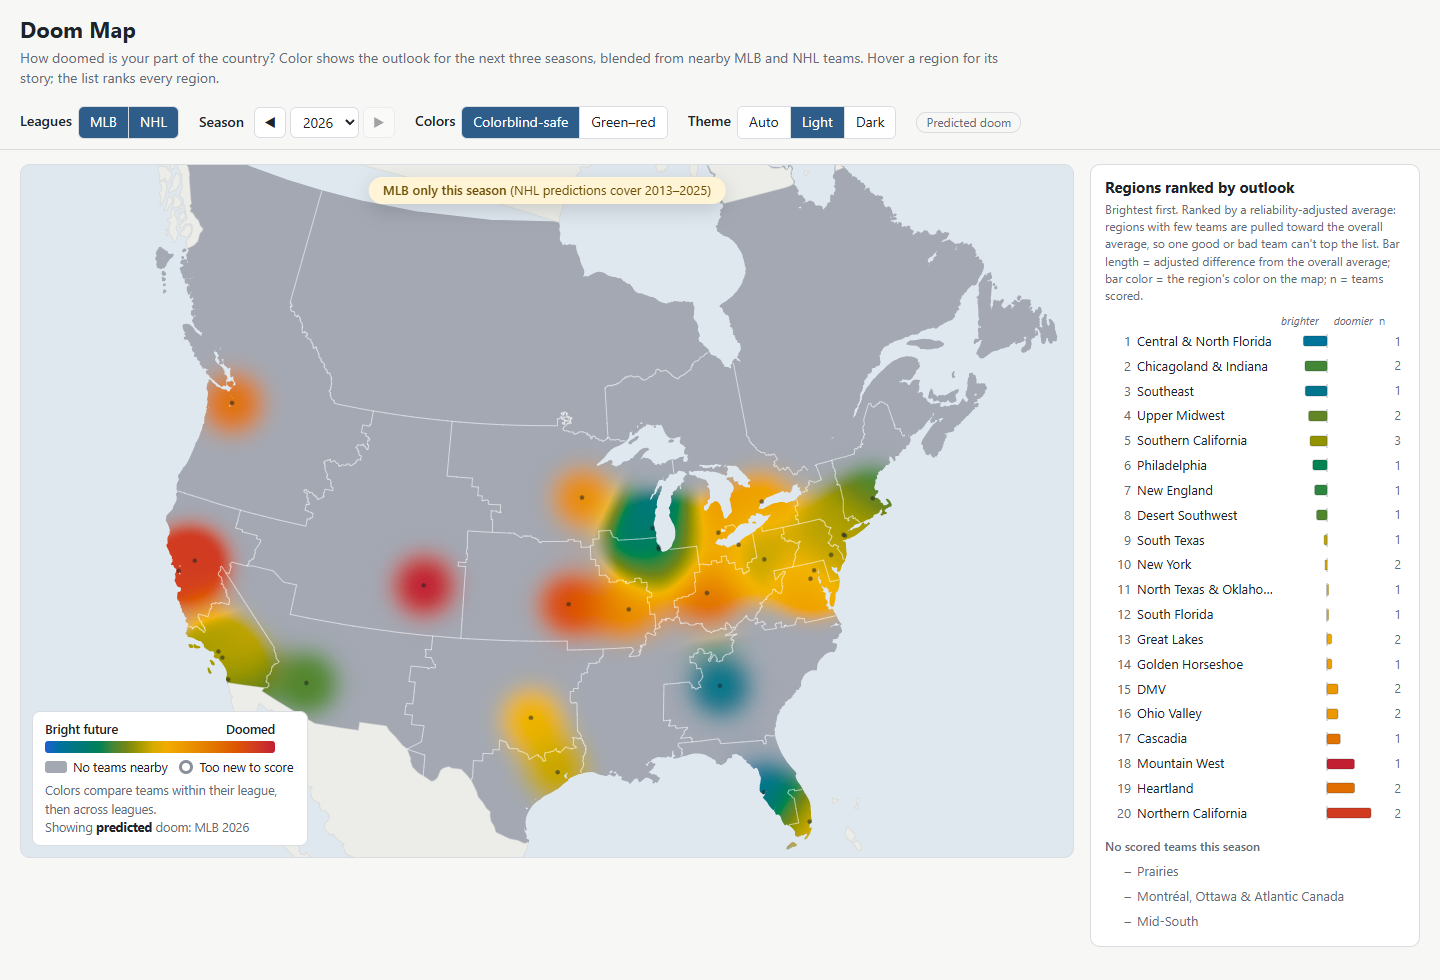 Doom Map
How doomed is your part of the country? Color shows the outlook for the next three seasons, blended from nearby MLB and NHL teams. Hover a region for its
story; the list ranks every region.
Leagues MLB NHL Season ◀ 2026 ▶ Colors Colorblind-safe Green–red Theme Auto Light Dark Predicted doom
MLB only this season (NHL predictions cover 2013–2025)
Bright future Doomed
No teams nearby Too new to score
Colors compare teams within their league,
then across leagues.
Showing predicted doom: MLB 2026
Regions ranked by outlook
Brightest first. Ranked by a reliability-adjusted average:
regions with few teams are pulled toward the overall
average, so one good or bad team can't top the list. Bar
length = adjusted difference from the overall average;
bar color = the region's color on the map; n = teams
scored.
brighter doomier n
1 Central & North Florida 1
2 Chicagoland & Indiana 2
3 Southeast 1
4 Upper Midwest 2
5 Southern California 3
6 Philadelphia 1
7 New England 1
8 Desert Southwest 1
9 South Texas 1
10 New York 2
11 North Texas & Oklaho... 1
12 South Florida 1
13 Great Lakes 2
14 Golden Horseshoe 1
15 DMV 2
16 Ohio Valley 2
17 Cascadia 1
18 Mountain West 1
19 Heartland 2
20 Northern California 2
No scored teams this season
– Prairies
– Montréal, Ottawa & Atlantic Canada
– Mid-South